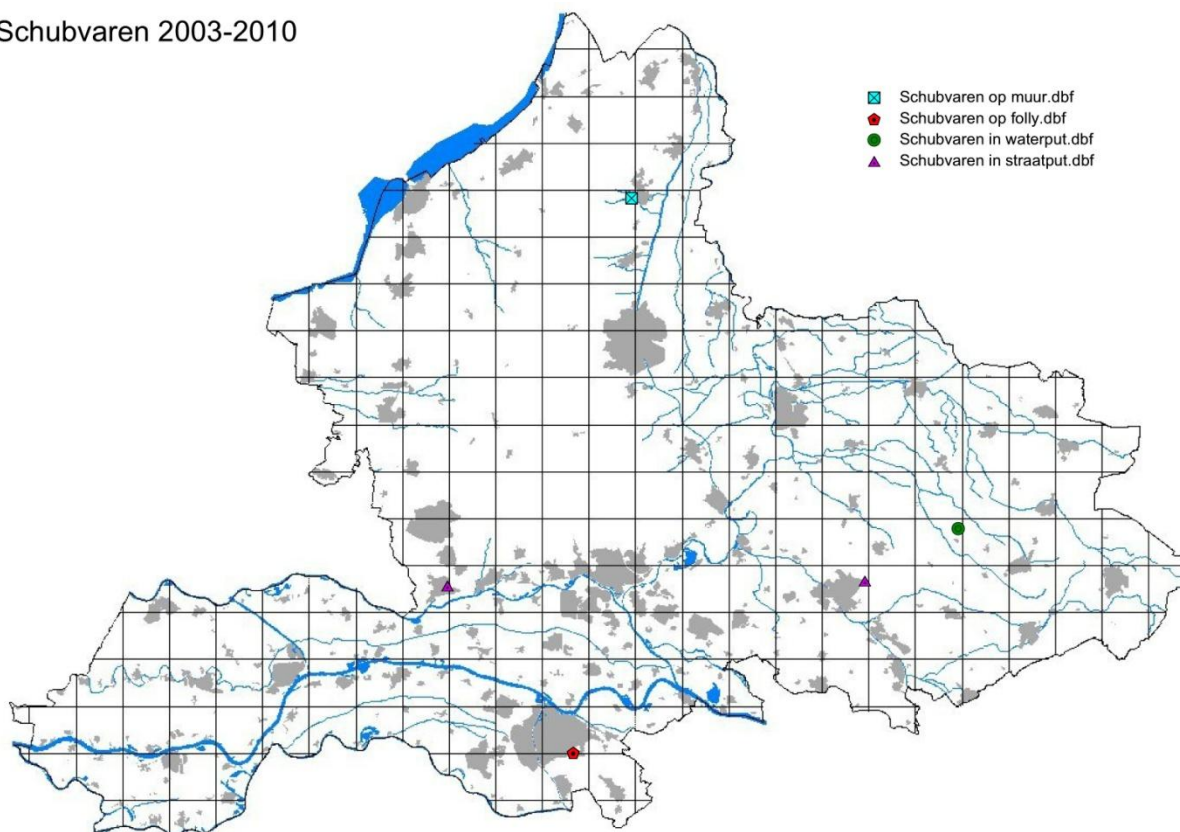 Schubvaren 2003-2010
Schubvaren op muur.dbf
Schubvaren op folly.dbf
Schubvaren in waterput.dbf
Schubvaren in straatput.dbf